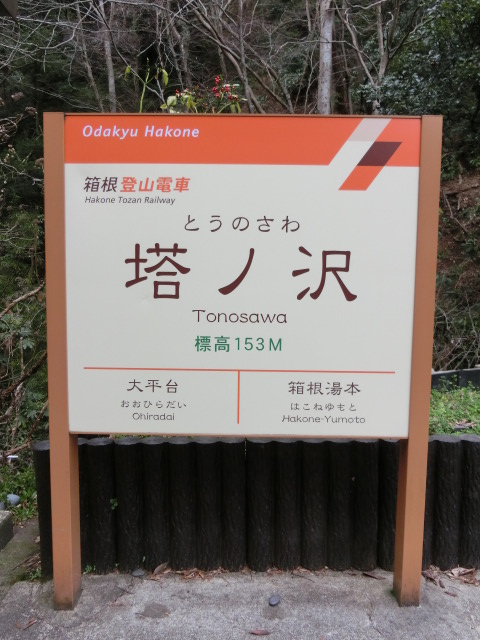 Odakyu Hakone
箱根登山電車
Hakone Tozan Railway
とうのさわ
塔ノ沢
Tonosawa
標高153M
大平台
おおひらだい
Ohiradai
箱根湯本
はこねゆもと
Hakone-Yumoto